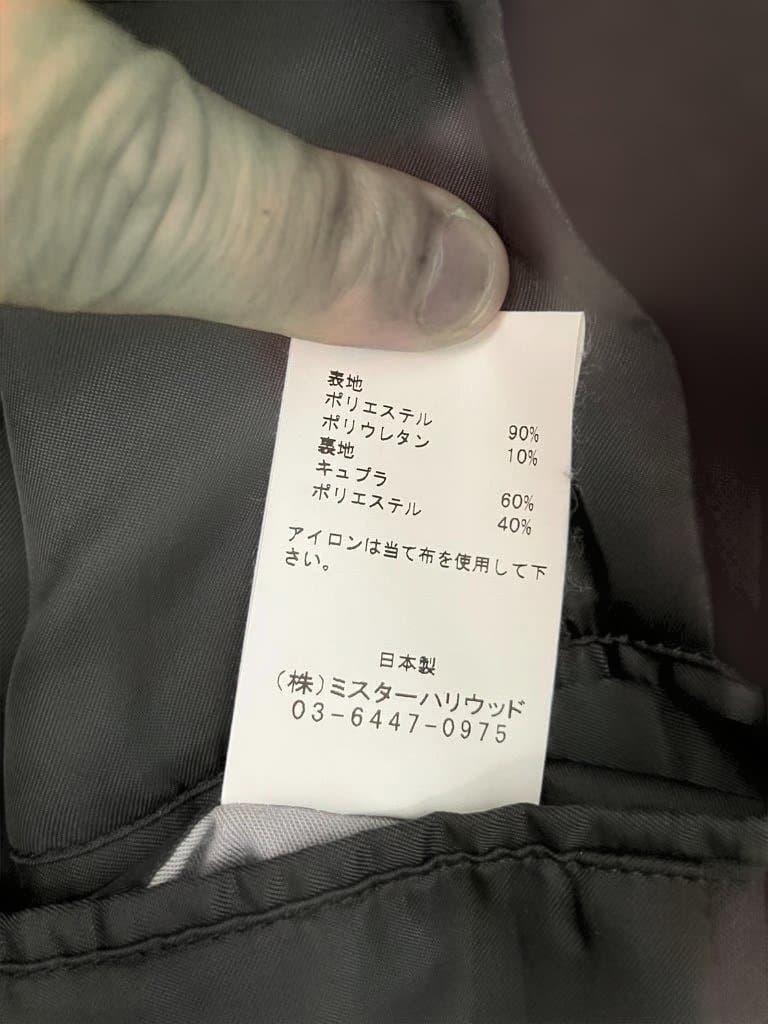 表地
ポリエステル 90%
ポリウレタン 10%
裏地
キュプラ 60%
ポリエステル 40%
アイロンは当て布を使用して下
さい。
日本製
(株)ミスターハリウッド
03-6447-0975